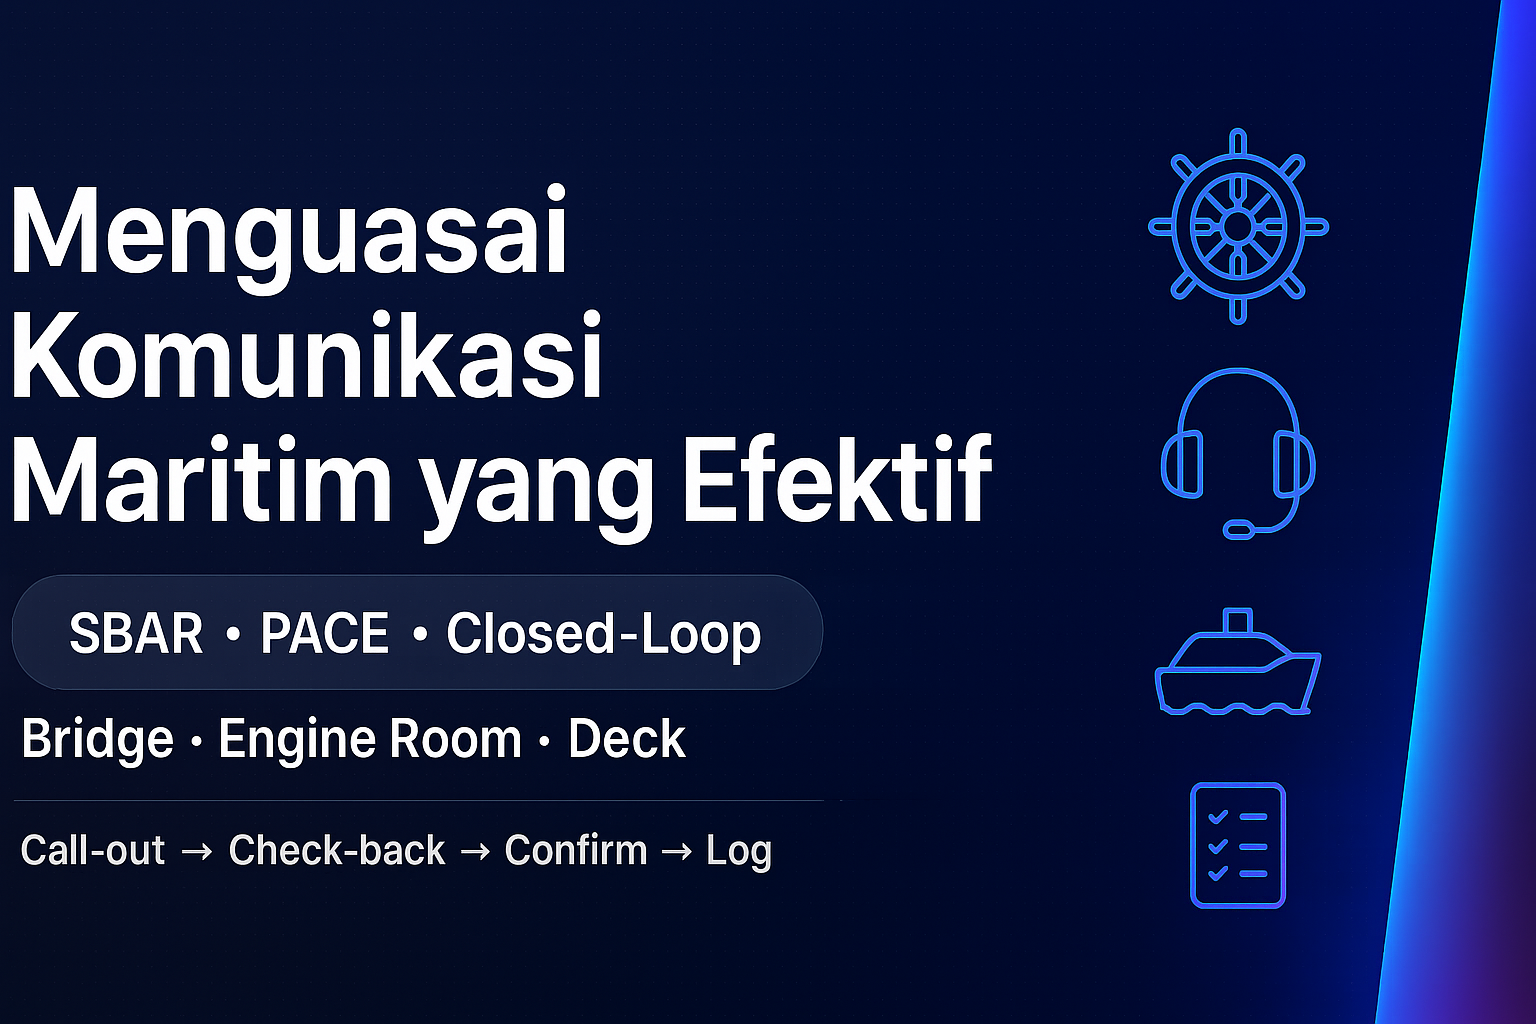 Menguasai
Komunikasi
Maritim yang Efektif
SBAR • PACE • Closed-Loop
Bridge · Engine Room · Deck
Call-out → Check-back → Confirm → Log